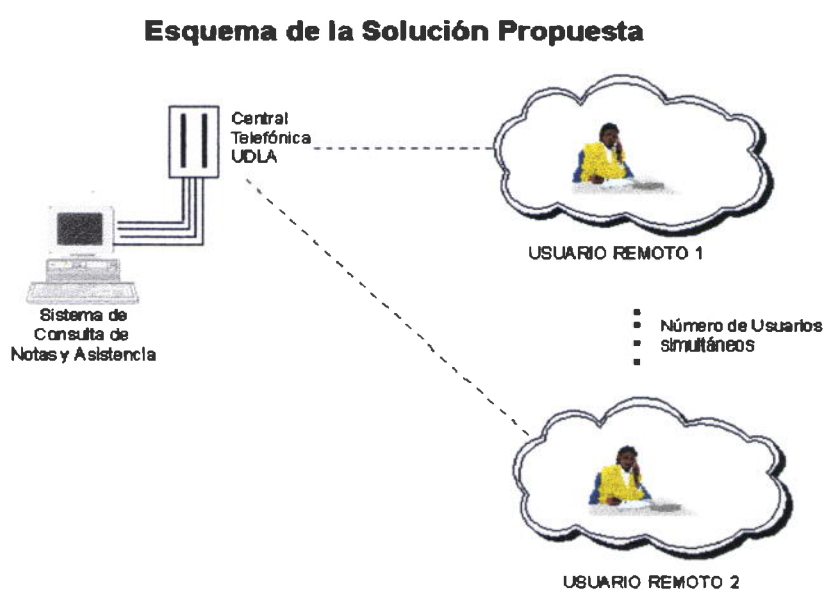 Esquema de la Solución Propuesta
Central
Telefónica
UDLA
USUARIO REMOTO 1
Sistema de
Consulta de
Notas y Asistencia
Número de Usuarios
simultáneos
USUARIO REMOTO 2